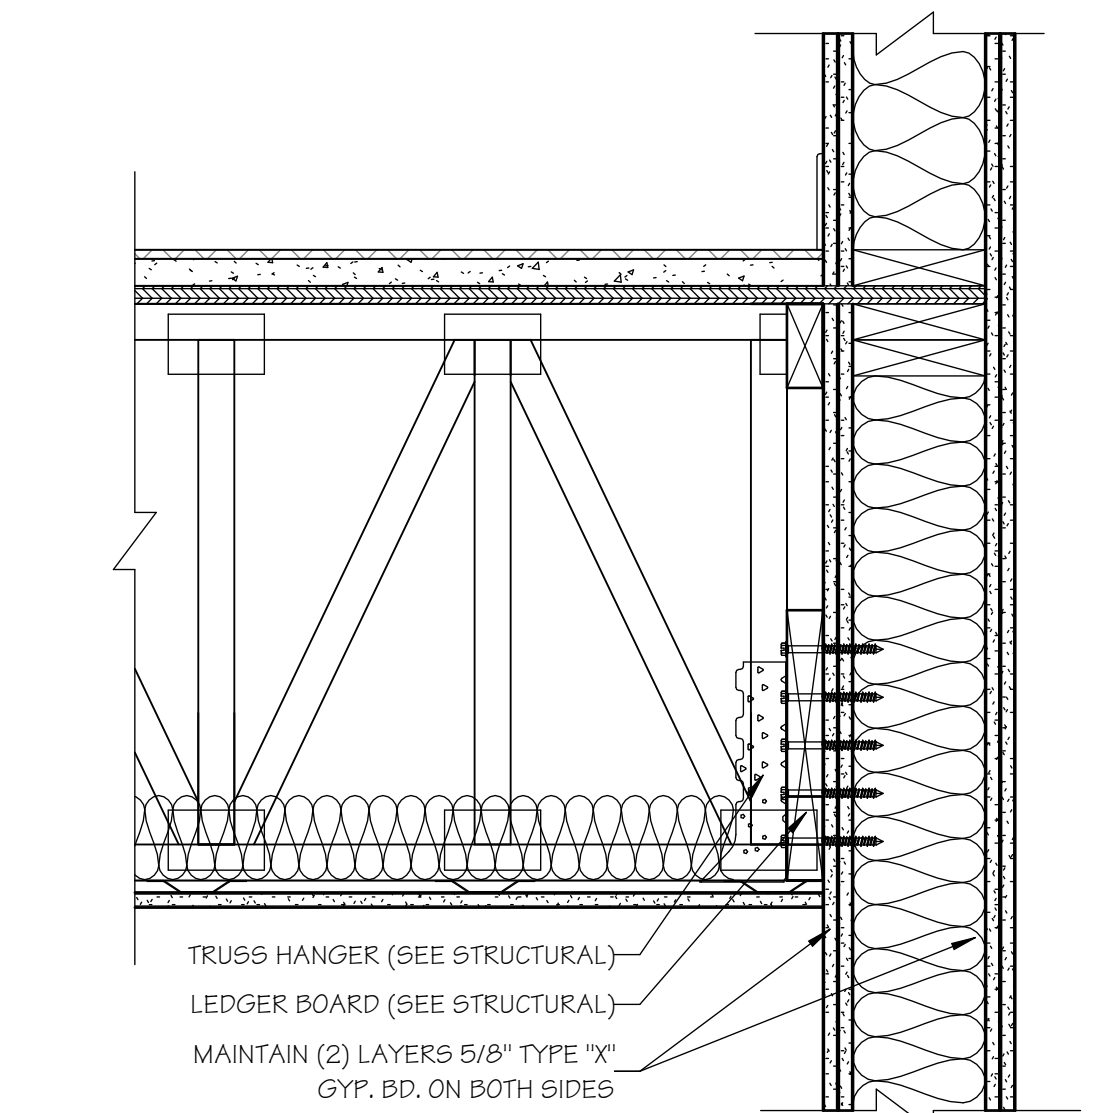 TRUSS HANGER (SEE STRUCTURAL)
LEDGER BOARD (SEE STRUCTURAL)
MAINTAIN (2) LAYERS 5/8" TYPE "X"
GYP. BD. ON BOTH SIDES